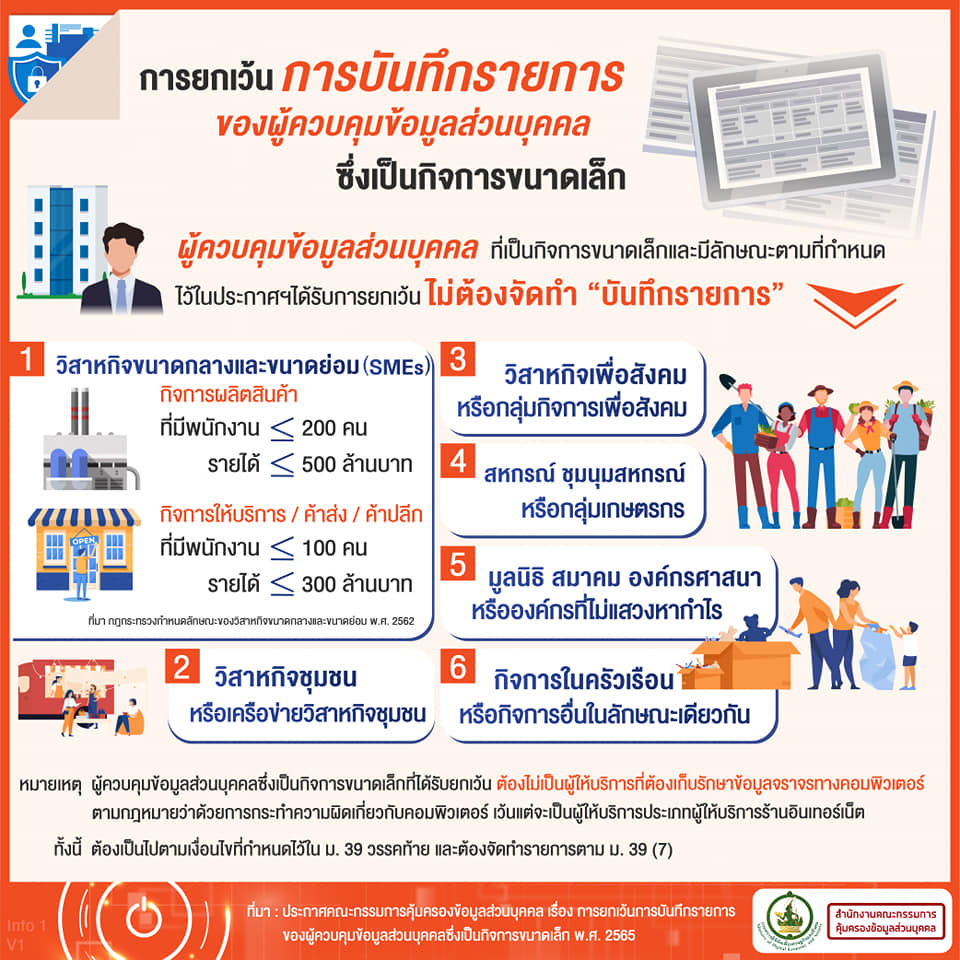 การยกเว้น การบันทึกรายการ
ของผู้ควบคุมข้อมูลส่วนบุคคล
ซึ่งเป็นกิจการขนาดเล็ก
ผู้ควบคุมข้อมูลส่วนบุคคล ที่เป็นกิจการขนาดเล็กและมีลักษณะตามที่กำหนด
ไว้ในประกาศฯได้รับการยกเว้น ไม่ต้องจัดทำ “บันทึกรายการ”
1 วิสาหกิจขนาดกลางและขนาดย่อม (SMEs)
กิจการผลิตสินค้า
ที่มีพนักงาน ≤ 200 คน
รายได้ ≤ 500 ล้านบาท
OPEN
กิจการให้บริการ / ค้าส่ง / ค้าปลีก
ที่มีพนักงาน ≤ 100 คน
รายได้ ≤ 300 ล้านบาท
ที่มา กฎกระทรวงกำหนดลักษณะของวิสาหกิจขนาดกลางและขนาดย่อม พ.ศ. 2562
2 วิสาหกิจชุมชน
หรือเครือข่ายวิสาหกิจชุมชน
3 วิสาหกิจเพื่อสังคม
หรือกลุ่มกิจการเพื่อสังคม
4 สหกรณ์ ชุมนุมสหกรณ์
หรือกลุ่มเกษตรกร
5 มูลนิธิ สมาคม องค์กรศาสนา
หรือองค์กรที่ไม่แสวงหากำไร
6 กิจการในครัวเรือน
หรือกิจการอื่นในลักษณะเดียวกัน
หมายเหตุ ผู้ควบคุมข้อมูลส่วนบุคคลซึ่งเป็นกิจการขนาดเล็กที่ได้รับยกเว้น ต้องไม่เป็นผู้ให้บริการที่ต้องเก็บรักษาข้อมูลจราจรทางคอมพิวเตอร์
ตามกฎหมายว่าด้วยการกระทำความผิดเกี่ยวกับคอมพิวเตอร์ เว้นแต่จะเป็นผู้ให้บริการประเภทผู้ให้บริการร้านอินเทอร์เน็ต
ทั้งนี้ ต้องเป็นไปตามเงื่อนไขที่กำหนดไว้ใน ม. 39 วรรคท้าย และต้องจัดทำรายการตาม ม. 39 (7)
Info 1
V1
ที่มา : ประกาศคณะกรรมการคุ้มครองข้อมูลส่วนบุคคล เรื่อง การยกเว้นการบันทึกรายการ
ของผู้ควบคุมข้อมูลส่วนบุคคลซึ่งเป็นกิจการขนาดเล็ก พ.ศ. 2565
สำนักงานคณะกรรมการ
คุ้มครองข้อมูลส่วนบุคคล